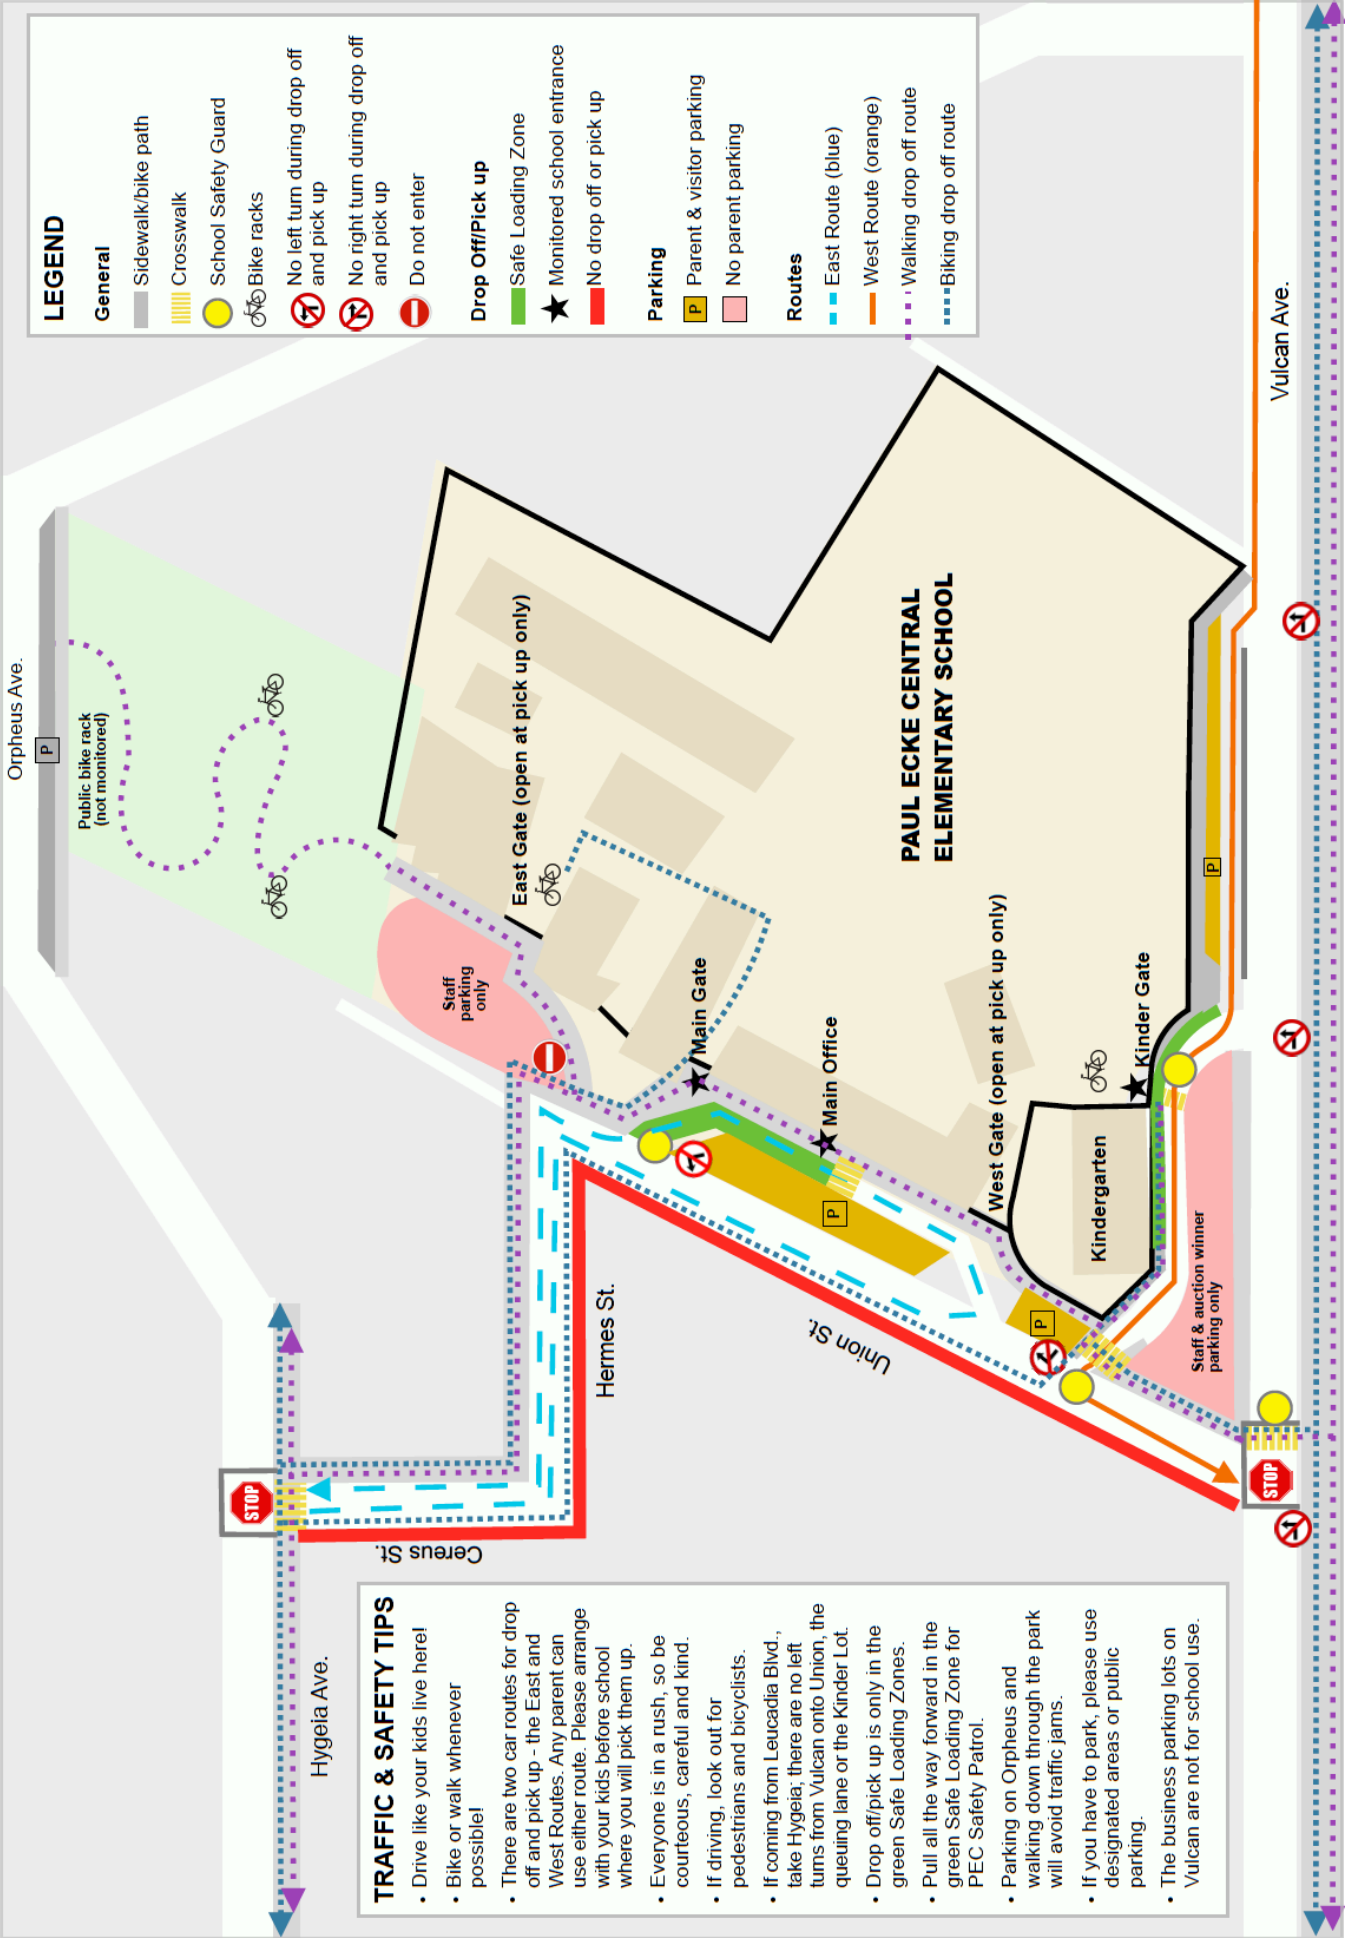 TRAFFIC & SAFETY TIPS
• Drive like your kids live here!
• Bike or walk whenever
possible!
• There are two car routes for drop
off and pick up - the East and
West Routes. Any parent can
use either route. Please arrange
with your kids before school
where you will pick them up.
• Everyone is in a rush, so be
courteous, careful and kind.
• If driving, look out for
pedestrians and bicyclists.
• If coming from Leucadia Blvd.,
take Hygeia; there are no left
turns from Vulcan onto Union, the
queuing lane or the Kinder Lot.
• Drop off/pick up is only in the
green Safe Loading Zones.
• Pull all the way forward in the
green Safe Loading Zone for
PEC Safety Patrol.
• Parking on Orpheus and
walking down through the park
will avoid traffic jams.
• If you have to park, please use
designated areas or public
parking.
• The business parking lots on
Vulcan are not for school use.
Hygeia Ave.
STOP
Cereus St.
Hermes St.
Union St.
STOP
Orpheus Ave.
P
Public bike rack
(not monitored)
Staff
parking
only
East Gate (open at pick up only)
Main Gate
Main Office
P
West Gate (open at pick up only)
P
Kindergarten
Kinder Gate
Staff & auction winner
parking only
P
PAUL ECKE CENTRAL
ELEMENTARY SCHOOL
Vulcan Ave.
LEGEND
General
Sidewalk/bike path
Crosswalk
School Safety Guard
Bike racks
No left turn during drop off
and pick up
No right turn during drop off
and pick up
Do not enter
Drop Off/Pick up
Safe Loading Zone
Monitored school entrance
No drop off or pick up
Parking
P Parent & visitor parking
No parent parking
Routes
East Route (blue)
West Route (orange)
Walking drop off route
Biking drop off route